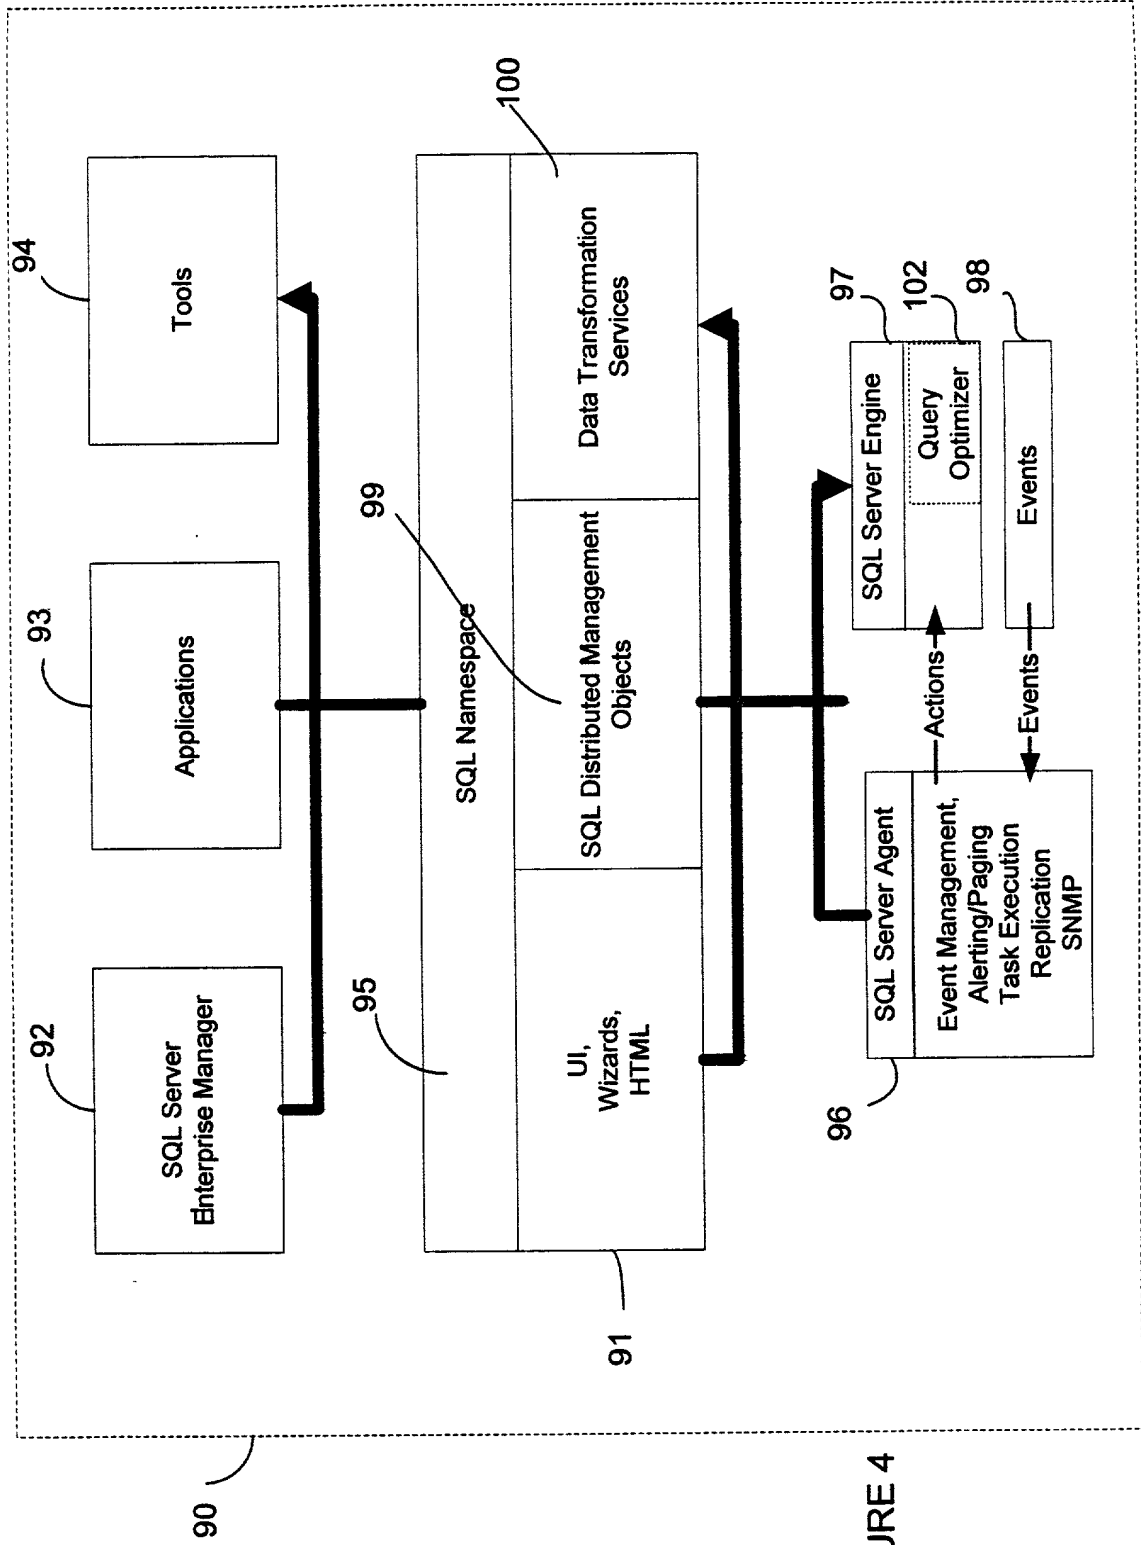 90
92
SQL Server
Enterprise Manager
93
Applications
94
Tools
95
SQL Namespace
99
100
91
UI,
Wizards,
HTML
SQL Distributed Management
Objects
Data Transformation
Services
96
SQL Server Agent
Event Management,
Alerting/Paging
Task Execution
Replication
SNMP
Actions
Events
SQL Server Engine
97
Query
Optimizer
102
Events
98
URE 4